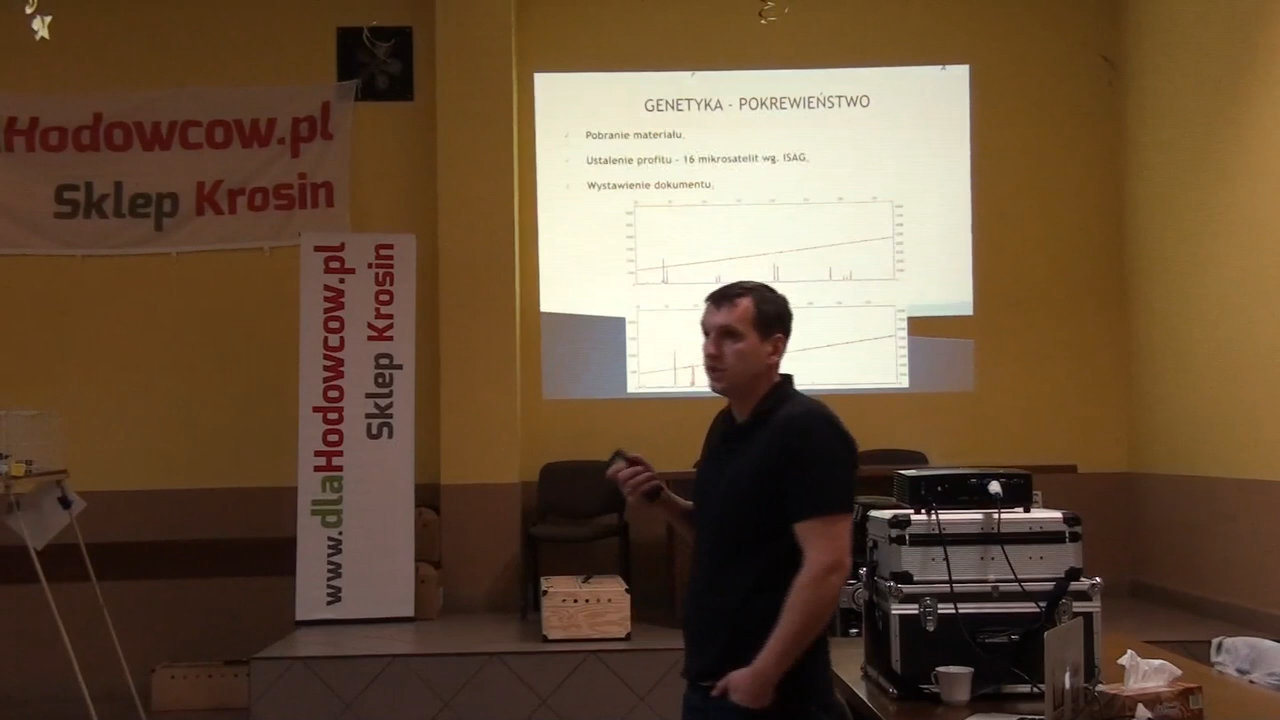 Hodowcow.pl
Sklep Krosin
www.dlaHodowcow.pl
Sklep Krosin
GENETYKA - POKREWIEŃSTWO
Pobranie materiału.
Ustalenie profitu - 16 mikrosatelit wg. ISAG.
Wystawienie dokumentu.